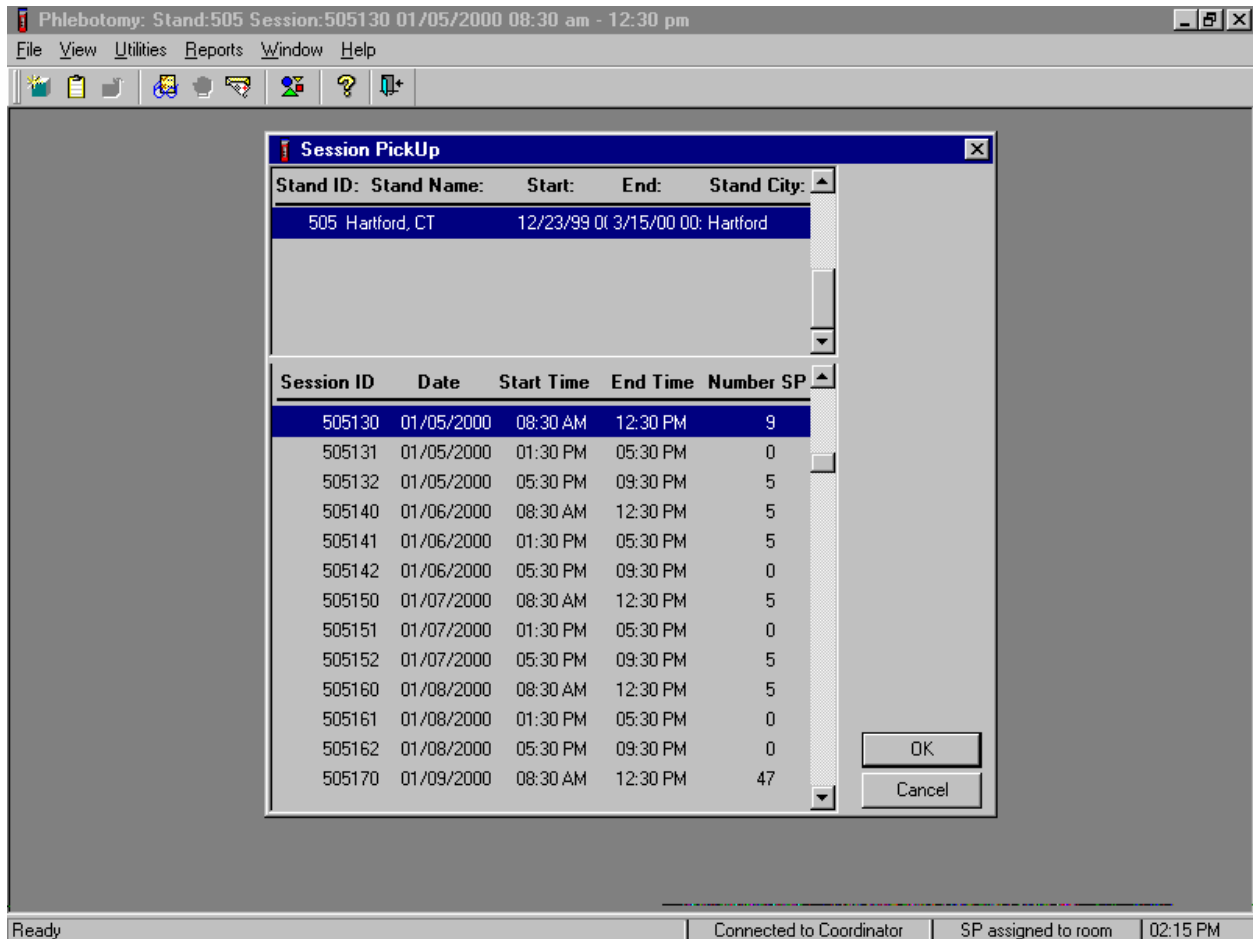 Phlebotomy: Stand:505 Session:505130 01/05/2000 08:30 am - 12:30 pm
File View Utilities Reports Window Help
Session PickUp
Stand ID: Stand Name: Start: End: Stand City:
505 Hartford, CT 12/23/99 0( 3/15/00 00: Hartford
Session ID Date Start Time End Time Number SP
505130 01/05/2000 08:30 AM 12:30 PM 9
505131 01/05/2000 01:30 PM 05:30 PM 0
505132 01/05/2000 05:30 PM 09:30 PM 5
505140 01/06/2000 08:30 AM 12:30 PM 5
505141 01/06/2000 01:30 PM 05:30 PM 5
505142 01/06/2000 05:30 PM 09:30 PM 0
505150 01/07/2000 08:30 AM 12:30 PM 5
505151 01/07/2000 01:30 PM 05:30 PM 0
505152 01/07/2000 05:30 PM 09:30 PM 5
505160 01/08/2000 08:30 AM 12:30 PM 5
505161 01/08/2000 01:30 PM 05:30 PM 0
505162 01/08/2000 05:30 PM 09:30 PM 0
505170 01/09/2000 08:30 AM 12:30 PM 47
OK
Cancel
Ready Connected to Coordinator SP assigned to room 02:15 PM